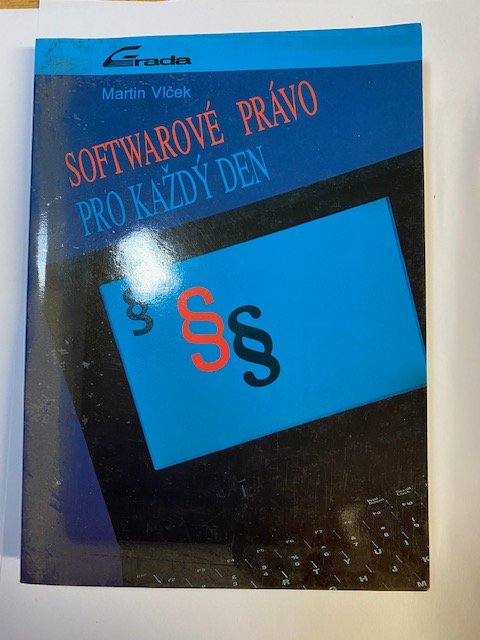 Grada
Martin Vlček
SOFTWAROVÉ PRÁVO
PRO KAŽDÝ DEN
§
§ §